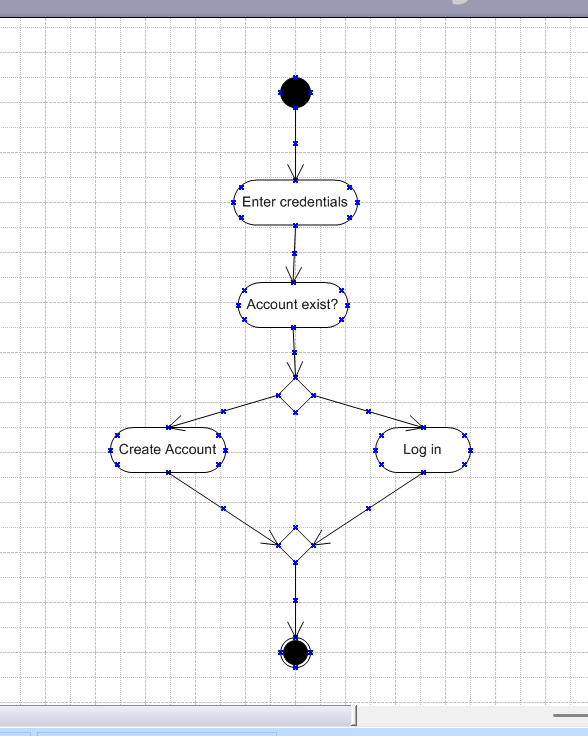 Enter credentials
Account exist?
Create Account
Log in